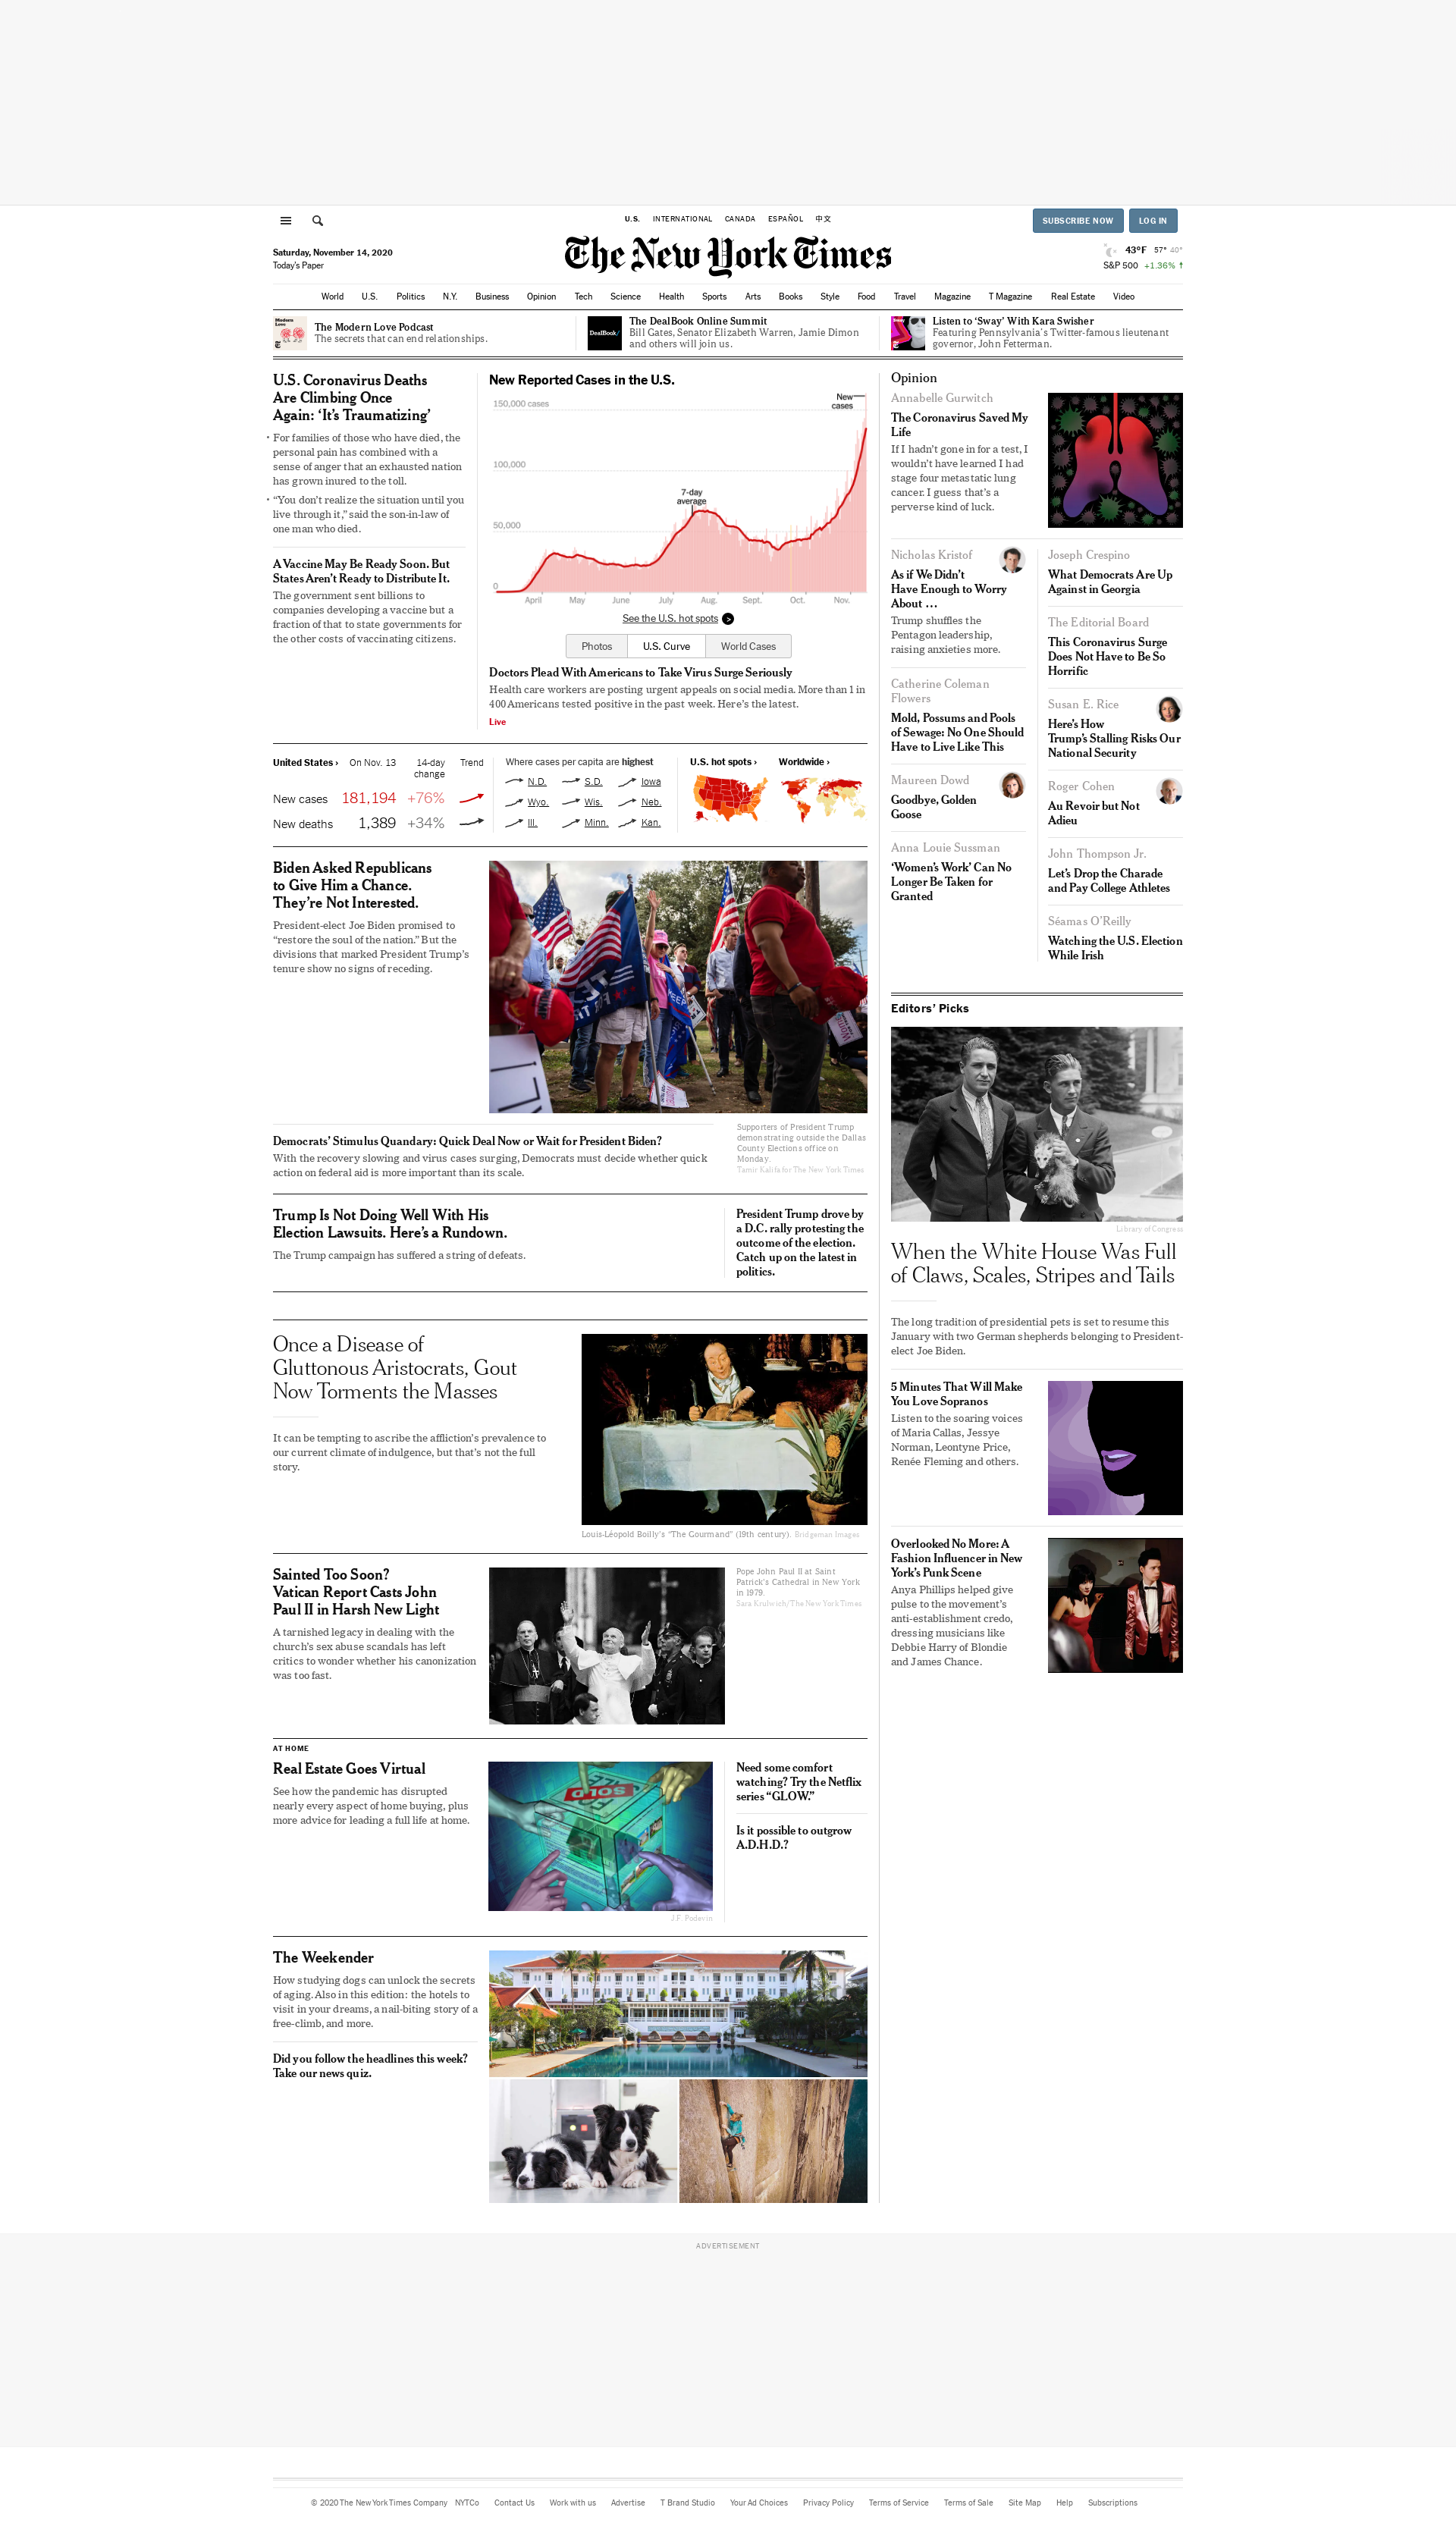 U.S.
INTERNATIONAL
CANADA
ESPAÑOL
中文
SUBSCRIBE NOW
LOG IN
Saturday, November 14, 2020
Today's Paper
The New York Times
43°F 57° 40°
S&P 500 +1.36%
World
U.S.
Politics
N.Y.
Business
Opinion
Tech
Science
Health
Sports
Arts
Books
Style
Food
Travel
Magazine
T Magazine
Real Estate
Video
Modern
Love
The Modern Love Podcast
The secrets that can end relationships.
DealBook/
The DealBook Online Summit
Bill Gates, Senator Elizabeth Warren, Jamie Dimon
and others will join us.
Listen to ‘Sway’ With Kara Swisher
Featuring Pennsylvania’s Twitter-famous lieutenant
governor, John Fetterman.
U.S. Coronavirus Deaths
Are Climbing Once
Again: ‘It’s Traumatizing’
• For families of those who have died, the
personal pain has combined with a
sense of anger that an exhausted nation
has grown inured to the toll.
• “You don’t realize the situation until you
live through it,” said the son-in-law of
one man who died.
A Vaccine May Be Ready Soon. But
States Aren’t Ready to Distribute It.
The government sent billions to
companies developing a vaccine but a
fraction of that to state governments for
the other costs of vaccinating citizens.
New Reported Cases in the U.S.
150,000 cases
New
cases
100,000
7-day
average
50,000
0
April
May
June
July
Aug.
Sept.
Oct.
Nov.
See the U.S. hot spots >
Photos
U.S. Curve
World Cases
Doctors Plead With Americans to Take Virus Surge Seriously
Health care workers are posting urgent appeals on social media. More than 1 in
400 Americans tested positive in the past week. Here’s the latest.
Live
United States ›
On Nov. 13
14-day
change
Trend
New cases 181,194 +76%
New deaths 1,389 +34%
Where cases per capita are highest
N.D.
S.D.
Iowa
Wyo.
Wis.
Neb.
Ill.
Minn.
Kan.
U.S. hot spots ›
Worldwide ›
Biden Asked Republicans
to Give Him a Chance.
They’re Not Interested.
President-elect Joe Biden promised to
“restore the soul of the nation.” But the
divisions that marked President Trump’s
tenure show no signs of receding.
Supporters of President Trump
demonstrating outside the Dallas
County Elections office on
Monday.
Tamir Kalifa for The New York Times
Democrats’ Stimulus Quandary: Quick Deal Now or Wait for President Biden?
With the recovery slowing and virus cases surging, Democrats must decide whether quick
action on federal aid is more important than its scale.
Trump Is Not Doing Well With His
Election Lawsuits. Here’s a Rundown.
The Trump campaign has suffered a string of defeats.
President Trump drove by
a D.C. rally protesting the
outcome of the election.
Catch up on the latest in
politics.
Once a Disease of
Gluttonous Aristocrats, Gout
Now Torments the Masses
It can be tempting to ascribe the affliction’s prevalence to
our current climate of indulgence, but that’s not the full
story.
Louis-Léopold Boilly’s “The Gourmand” (19th century). Bridgeman Images
Sainted Too Soon?
Vatican Report Casts John
Paul II in Harsh New Light
A tarnished legacy in dealing with the
church’s sex abuse scandals has left
critics to wonder whether his canonization
was too fast.
Pope John Paul II at Saint
Patrick’s Cathedral in New York
in 1979.
Sara Krulwich/The New York Times
AT HOME
Real Estate Goes Virtual
See how the pandemic has disrupted
nearly every aspect of home buying, plus
more advice for leading a full life at home.
SOLD
J.F. Podevin
Need some comfort
watching? Try the Netflix
series “GLOW.”
Is it possible to outgrow
A.D.H.D.?
The Weekender
How studying dogs can unlock the secrets
of aging. Also in this edition: the hotels to
visit in your dreams, a nail-biting story of a
free-climb, and more.
Did you follow the headlines this week?
Take our news quiz.
Opinion
Annabelle Gurwitch
The Coronavirus Saved My
Life
If I hadn’t gone in for a test, I
wouldn’t have learned I had
stage four metastatic lung
cancer. I guess that’s a
perverse kind of luck.
Nicholas Kristof
As if We Didn’t
Have Enough to Worry
About …
Trump shuffles the
Pentagon leadership,
raising anxieties more.
Catherine Coleman
Flowers
Mold, Possums and Pools
of Sewage: No One Should
Have to Live Like This
Maureen Dowd
Goodbye, Golden
Goose
Anna Louie Sussman
‘Women’s Work’ Can No
Longer Be Taken for
Granted
Joseph Crespino
What Democrats Are Up
Against in Georgia
The Editorial Board
This Coronavirus Surge
Does Not Have to Be So
Horrific
Susan E. Rice
Here’s How
Trump’s Stalling Risks Our
National Security
Roger Cohen
Au Revoir but Not
Adieu
John Thompson Jr.
Let’s Drop the Charade
and Pay College Athletes
Séamas O’Reilly
Watching the U.S. Election
While Irish
Editors’ Picks
Library of Congress
When the White House Was Full
of Claws, Scales, Stripes and Tails
The long tradition of presidential pets is set to resume this
January with two German shepherds belonging to President-
elect Joe Biden.
5 Minutes That Will Make
You Love Sopranos
Listen to the soaring voices
of Maria Callas, Jessye
Norman, Leontyne Price,
Renée Fleming and others.
Overlooked No More: A
Fashion Influencer in New
York’s Punk Scene
Anya Phillips helped give
pulse to the movement’s
anti-establishment credo,
dressing musicians like
Debbie Harry of Blondie
and James Chance.
ADVERTISEMENT
© 2020 The New York Times Company
NYTCo
Contact Us
Work with us
Advertise
T Brand Studio
Your Ad Choices
Privacy Policy
Terms of Service
Terms of Sale
Site Map
Help
Subscriptions